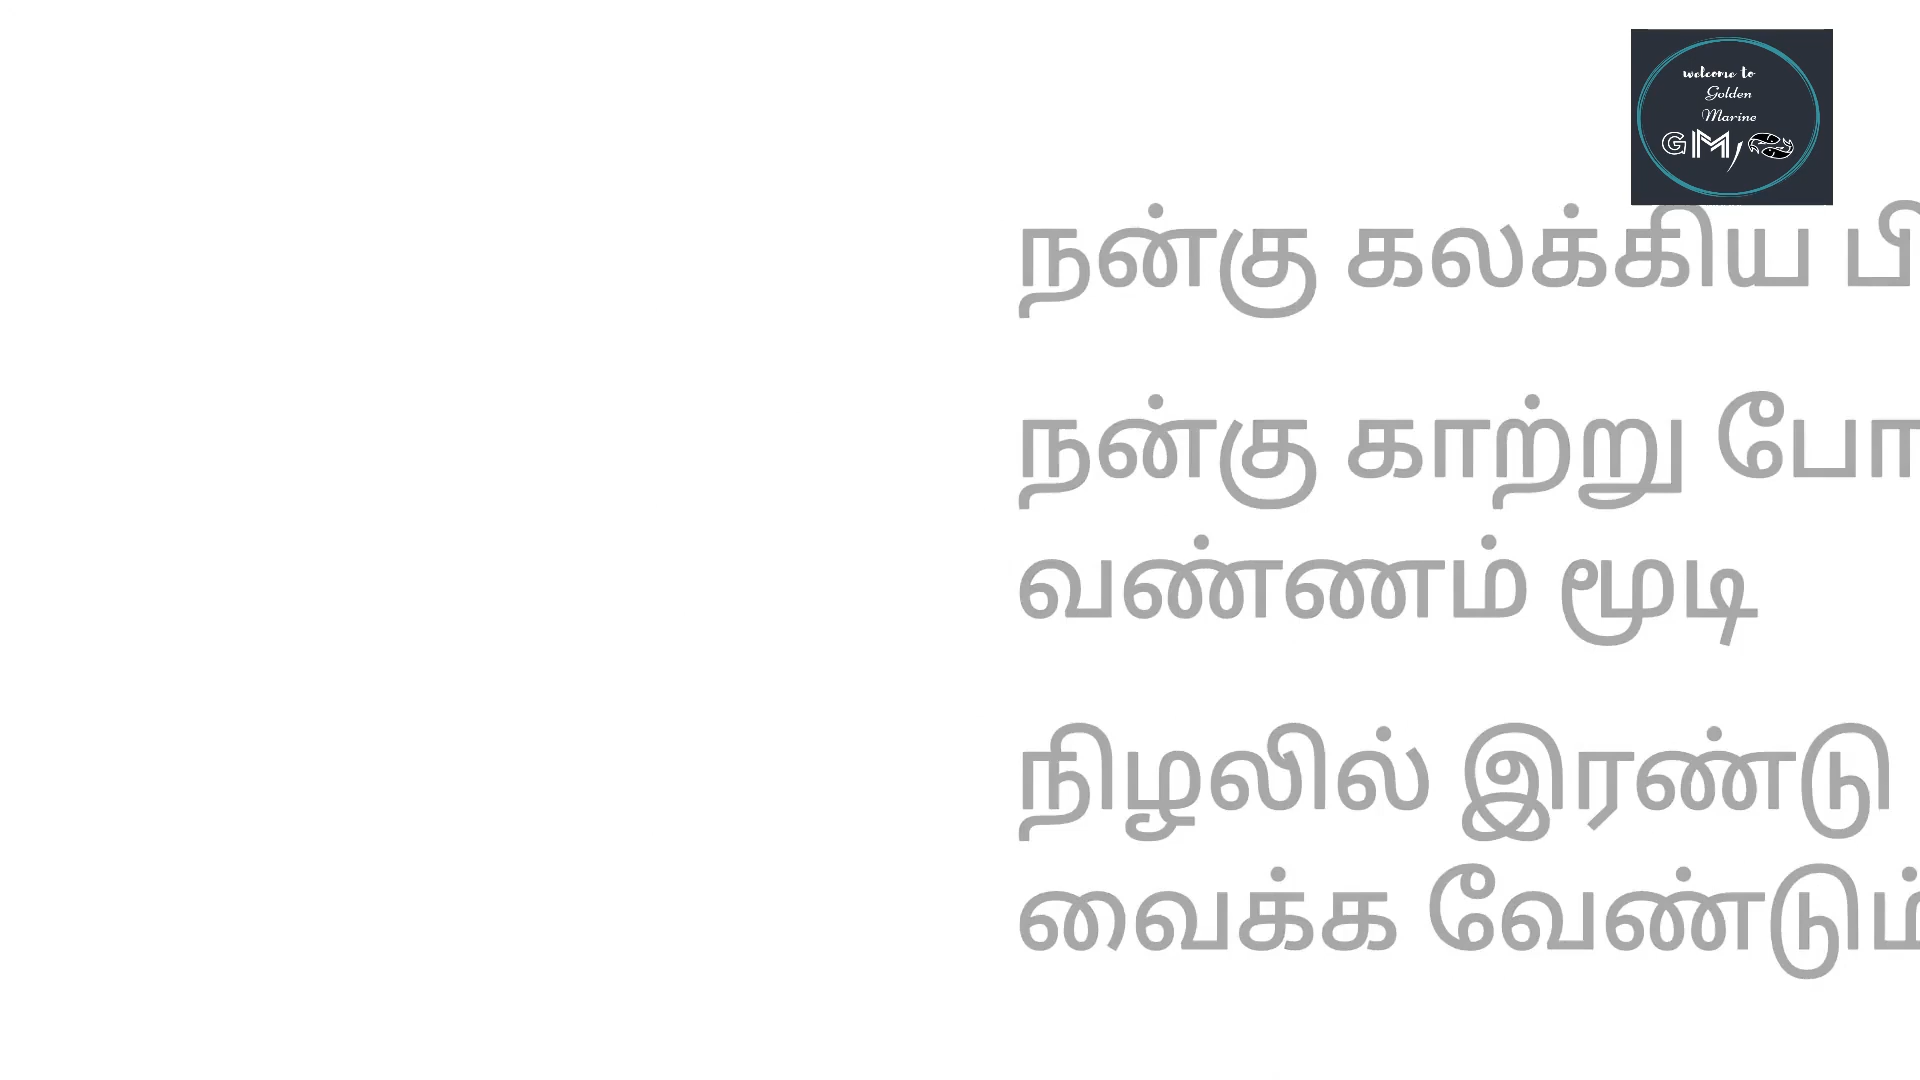 welcome to
Golden
Marine
GM
நன்கு கலக்கிய பி
நன்கு காற்று போ
வண்ணம் மூடி
நிழலில் இரண்டு
வைக்க வேண்டும்